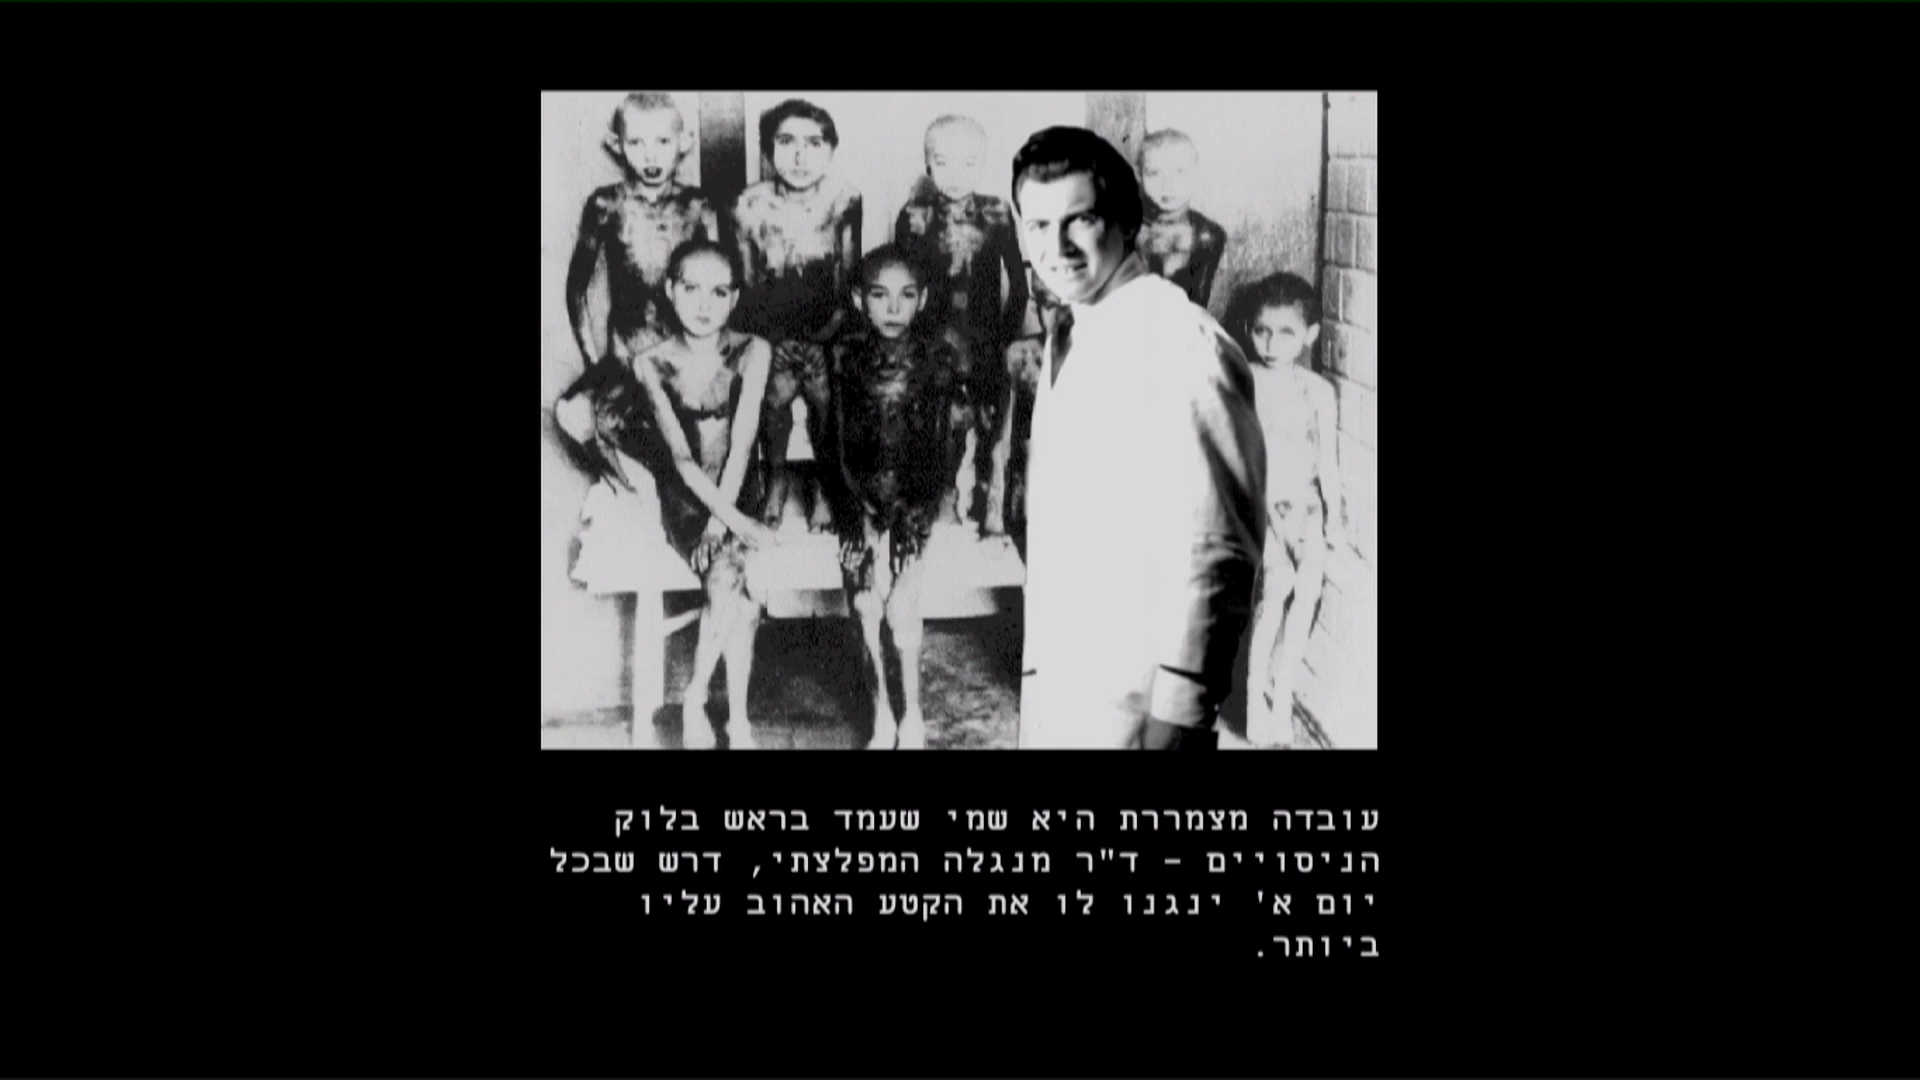 עובדה מצמררת היא שמי שעמד בראש בלוק
הניסויים - ד"ר מנגלה המפלצתי, דרש שבכל
יום א' ינגנו לו את הקטע האהוב עליו
ביותר.